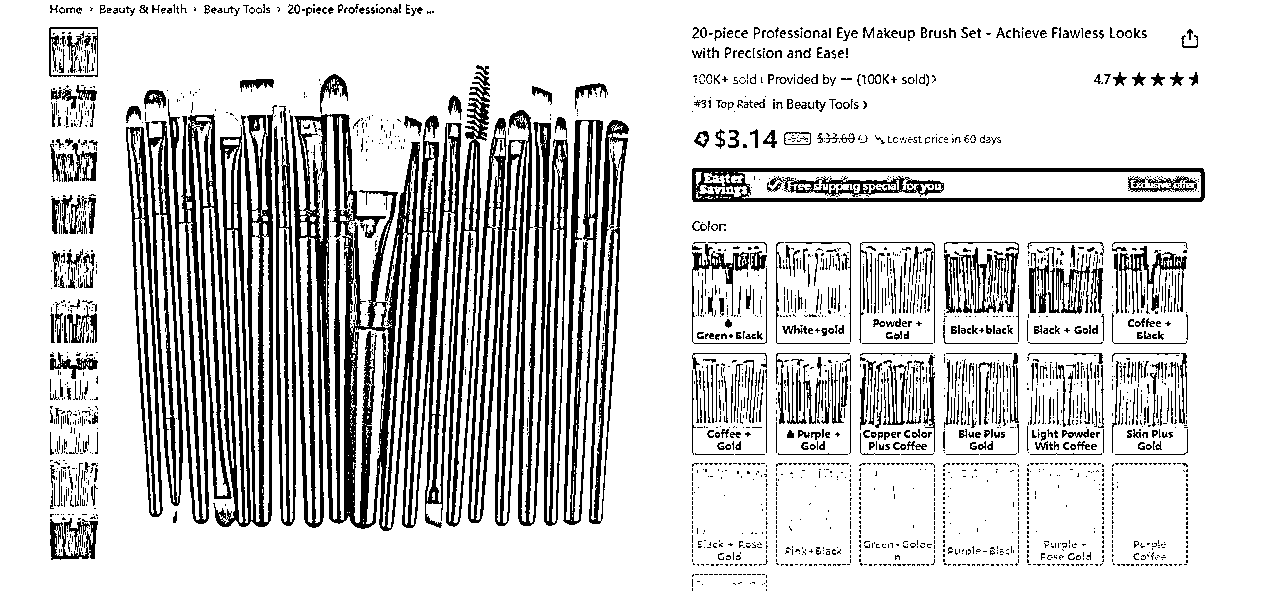 Home › Beauty & Health › Beauty Tools › 20-piece Professional Eye ...
20-piece Professional Eye Makeup Brush Set - Achieve Flawless Looks
with Precision and Ease!
100K+ sold | Provided by — (100K+ sold)›
4.7
#31 Top Rated in Beauty Tools ›
$3.14 $33.60 Lowest price in 60 days
Easter
Savings
Free shipping special for you
Exclusive offer
Color:
Green+Black
White+gold
Powder +
Gold
Black+black
Black + Gold
Coffee +
Black
Coffee +
Gold
Purple +
Gold
Copper Color
Plus Coffee
Blue Plus
Gold
Light Powder
With Coffee
Skin Plus
Gold
Black + Rose
Gold
Pink+Black
Green+Golde
n
Purple+Black
Purple +
Rose Gold
Purple
Coffee